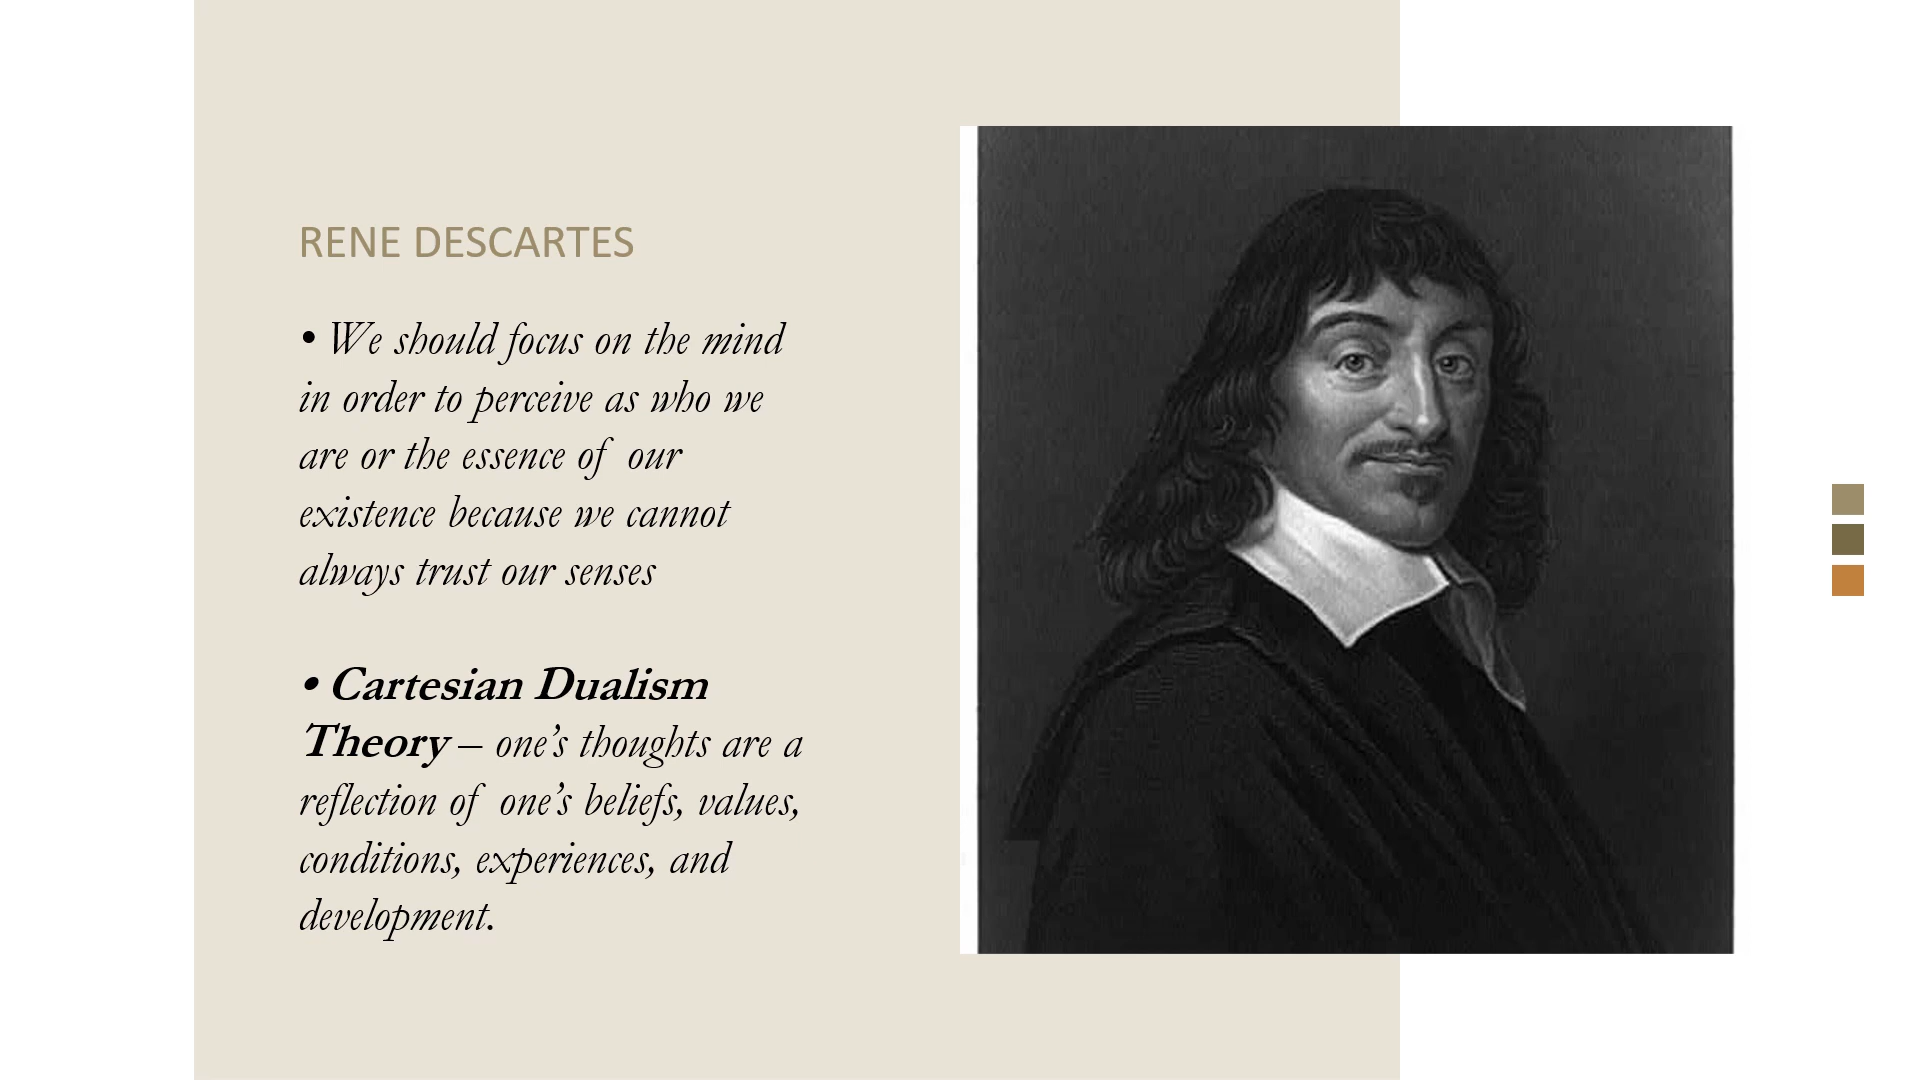 RENE DESCARTES
• We should focus on the mind
in order to perceive as who we
are or the essence of our
existence because we cannot
always trust our senses
• Cartesian Dualism
Theory – one’s thoughts are a
reflection of one’s beliefs, values,
conditions, experiences, and
development.